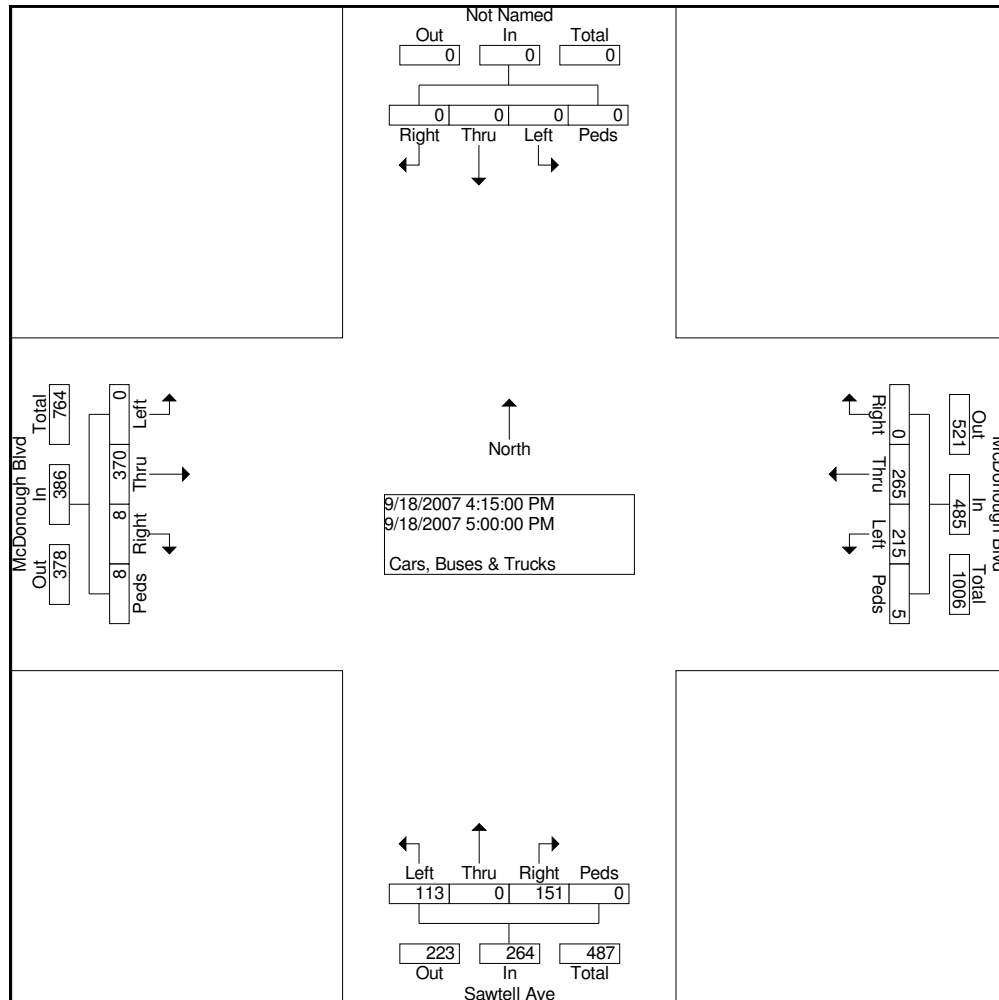 Not Named
Out In Total
0 0 0
0 0 0 0
Right Thru Left Peds
McDonough Blvd
Total In Out
764 386 378
0 370 8 8
Left Thru Right Peds
North
9/18/2007 4:15:00 PM
9/18/2007 5:00:00 PM
Cars, Buses & Trucks
McDonough Blvd
Out In Total
521 485 1006
0 265 215 5
Right Thru Left Peds
Left Thru Right Peds
113 0 151 0
223 264 487
Out In Total
Sawtell Ave